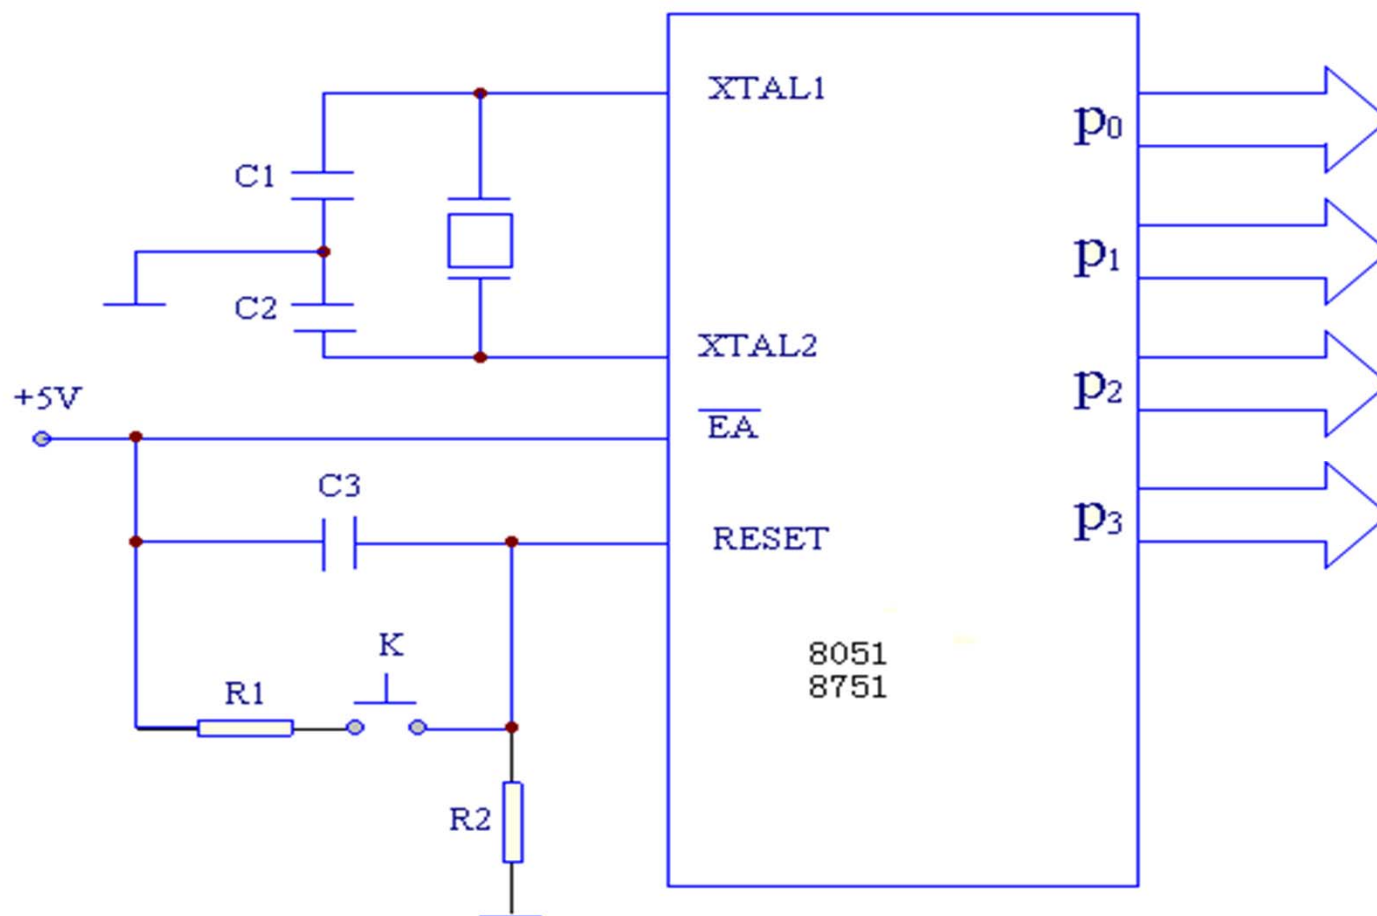 XTAL1
p0
C1
p1
C2
XTAL2
p2
+5V
EA
C3
RESET
p3
8051
8751
K
R1
R2